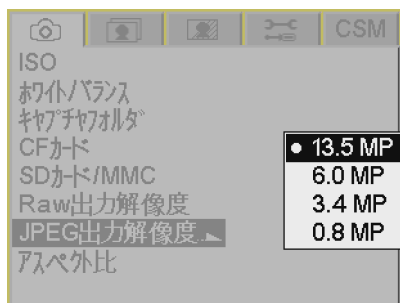 CSM
ISO
ホワイトバランス
キャプチャフォルダ
CFカード
SDカード/MMC
Raw出力解像度
JPEG出力解像度
アスペクト比
13.5 MP
6.0 MP
3.4 MP
0.8 MP